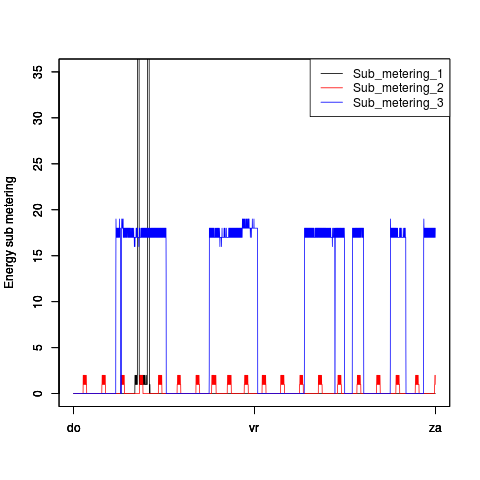 Sub_metering_1
Sub_metering_2
Sub_metering_3
Energy sub metering
35
30
25
20
15
10
5
0
do vr za